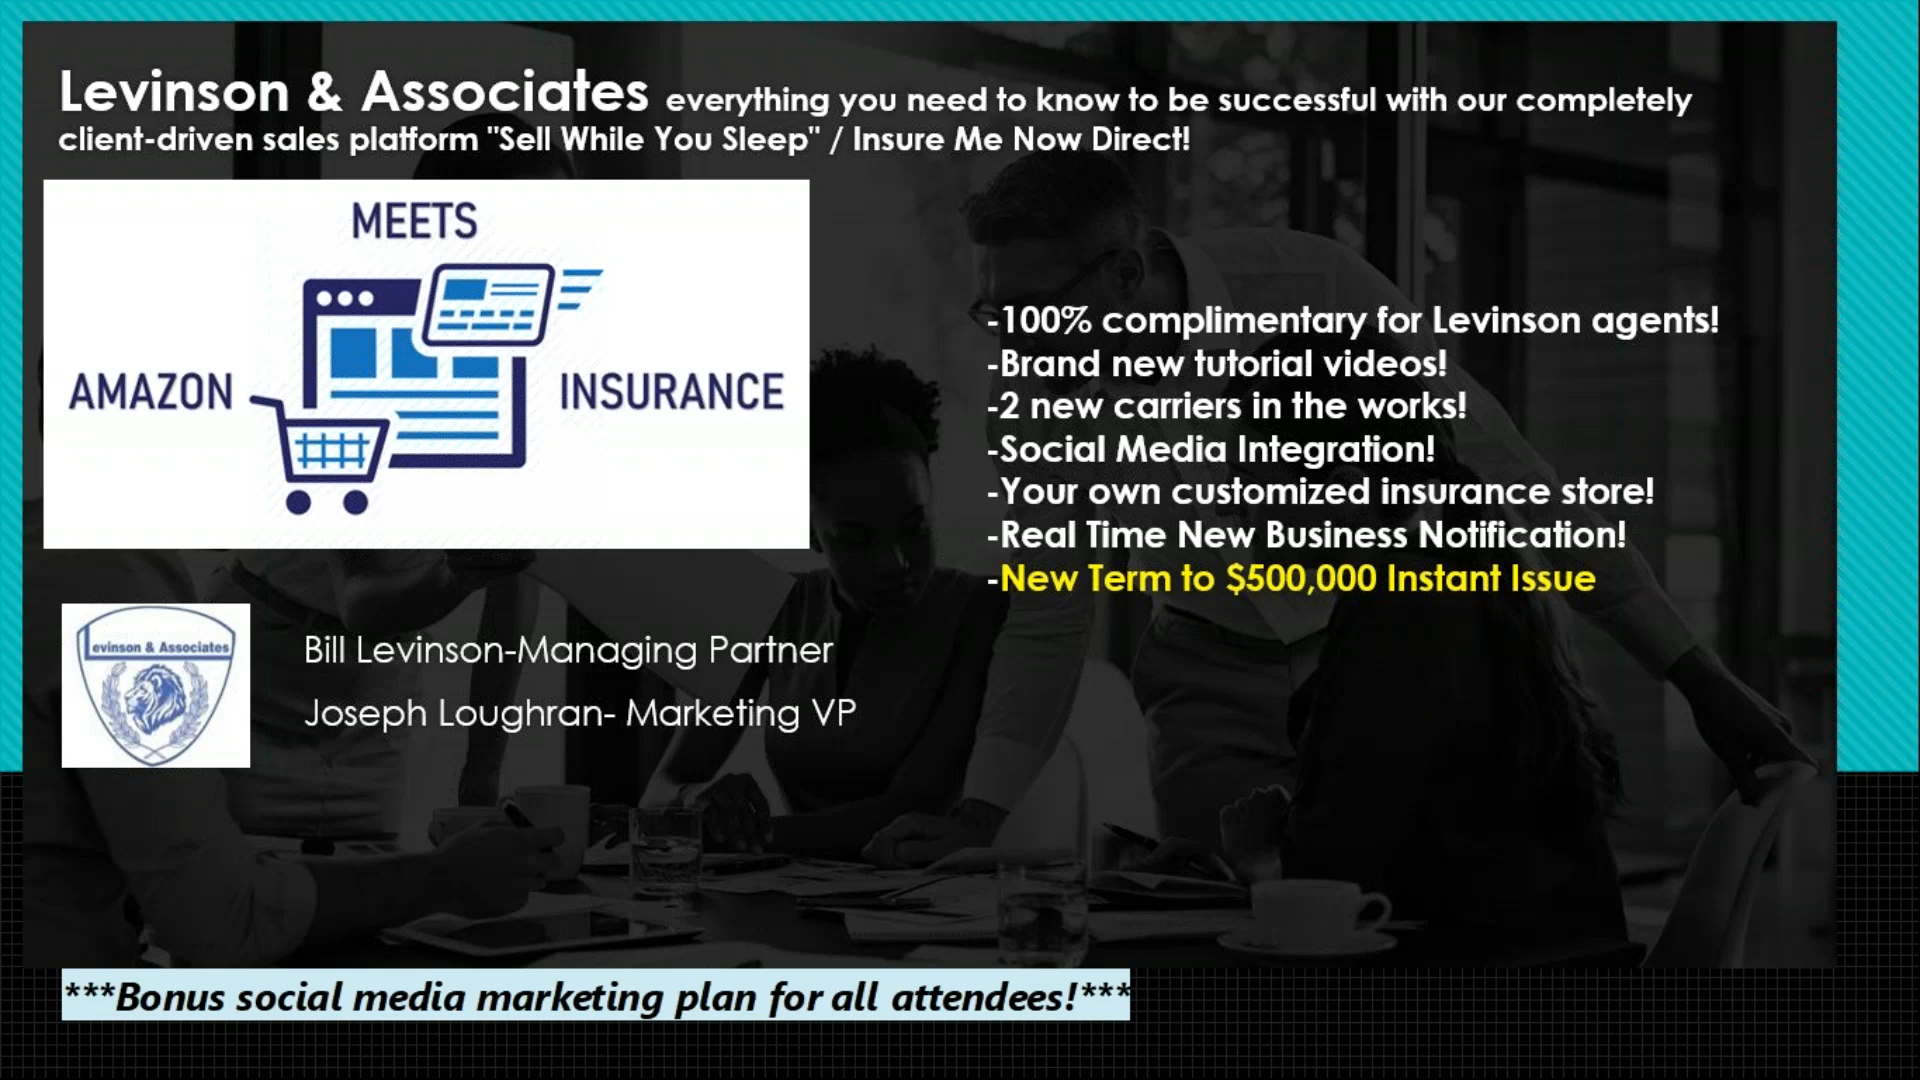 Levinson & Associates everything you need to know to be successful with our completely
client-driven sales platform "Sell While You Sleep" / Insure Me Now Direct!
MEETS
AMAZON
INSURANCE
-100% complimentary for Levinson agents!
-Brand new tutorial videos!
-2 new carriers in the works!
-Social Media Integration!
-Your own customized insurance store!
-Real Time New Business Notification!
-New Term to $500,000 Instant Issue
Levinson & Associates
Bill Levinson-Managing Partner
Joseph Loughran- Marketing VP
***Bonus social media marketing plan for all attendees!***